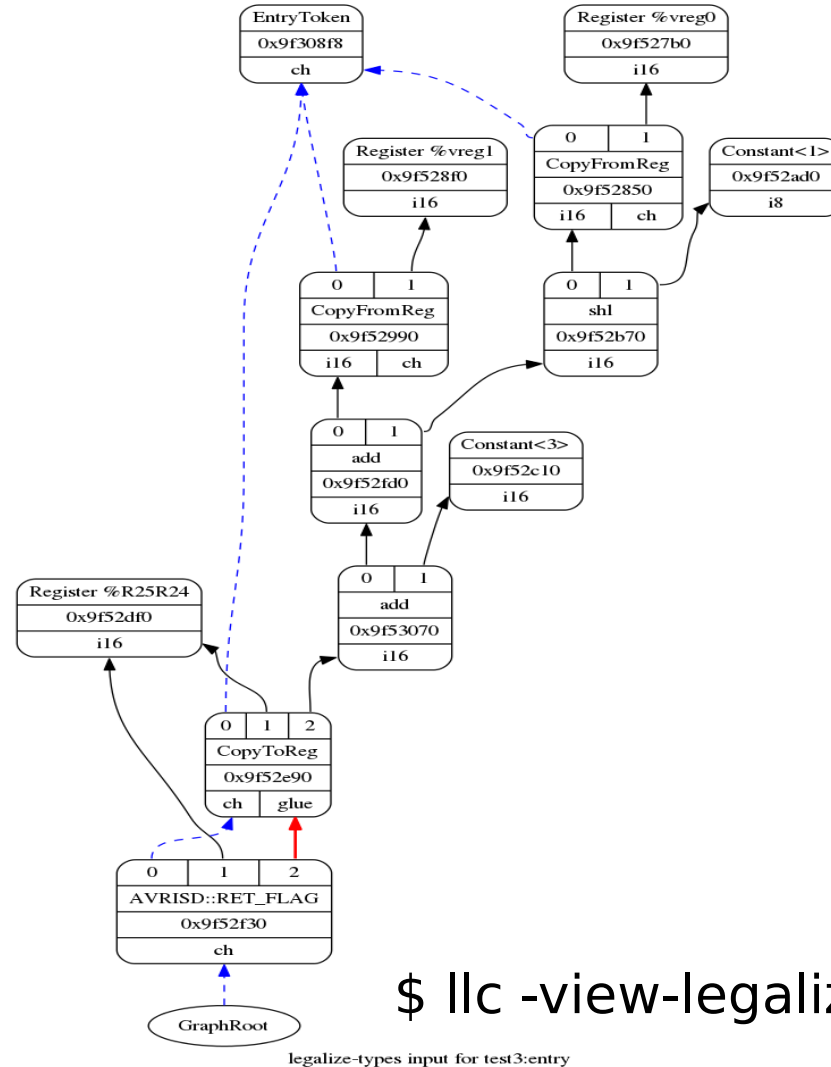 EntryToken
0x9f308f8
ch
Register %vreg0
0x9f527b0
i16
0 1
CopyFromReg
0x9f52850
i16 ch
Register %vreg1
0x9f528f0
i16
Constant<1>
0x9f52ad0
i8
0 1
CopyFromReg
0x9f52990
i16 ch
0 1
shl
0x9f52b70
i16
0 1
add
0x9f52fd0
i16
Constant<3>
0x9f52c10
i16
0 1
add
0x9f53070
i16
Register %R25R24
0x9f52df0
i16
0 1 2
CopyToReg
0x9f52e90
ch glue
0 1 2
AVRISD::RET_FLAG
0x9f52f30
ch
$ llc -view-legaliz
GraphRoot
legalize-types input for test3:entry